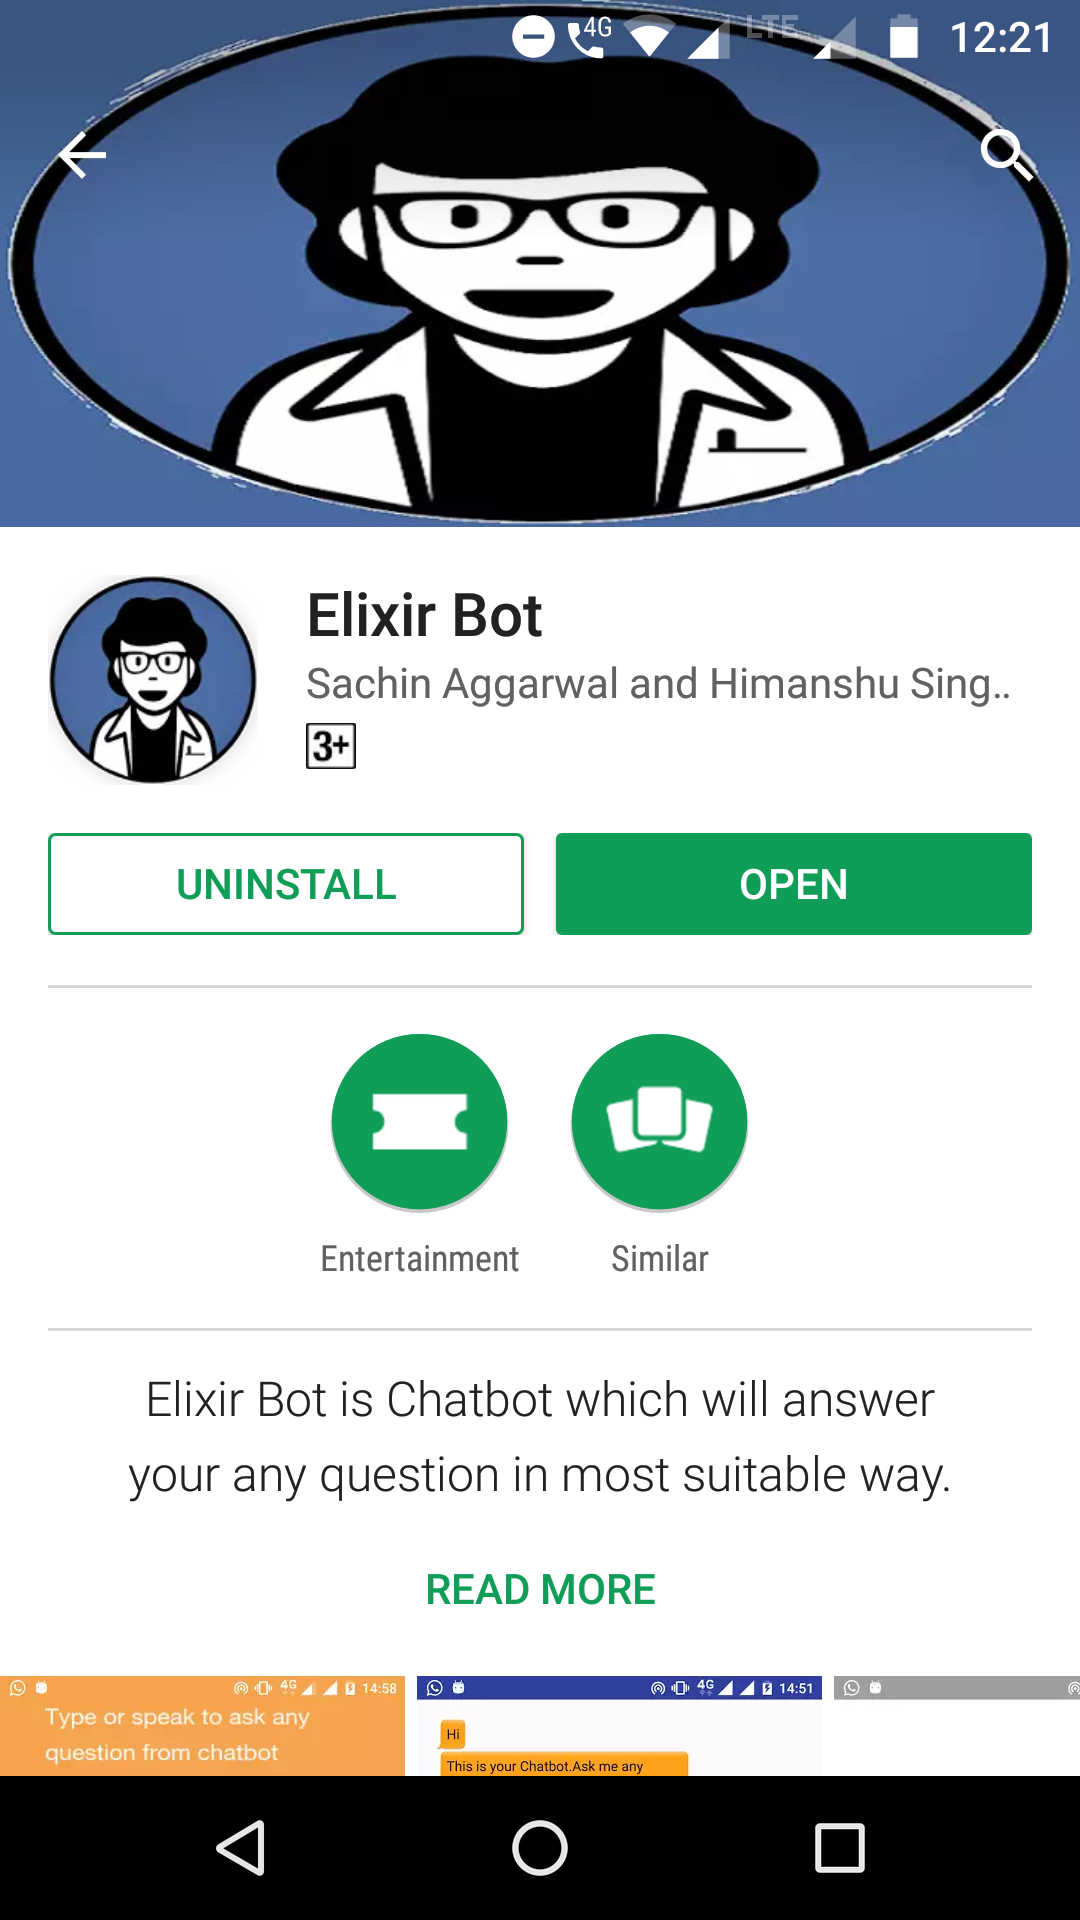 4G LTE 12:21
Elixir Bot
Sachin Aggarwal and Himanshu Sing..
3+
UNINSTALL OPEN
Entertainment Similar
Elixir Bot is Chatbot which will answer
your any question in most suitable way.
READ MORE
4G 14:58
Type or speak to ask any
question from chatbot
4G 14:51
Hi
This is your Chatbot.Ask me any